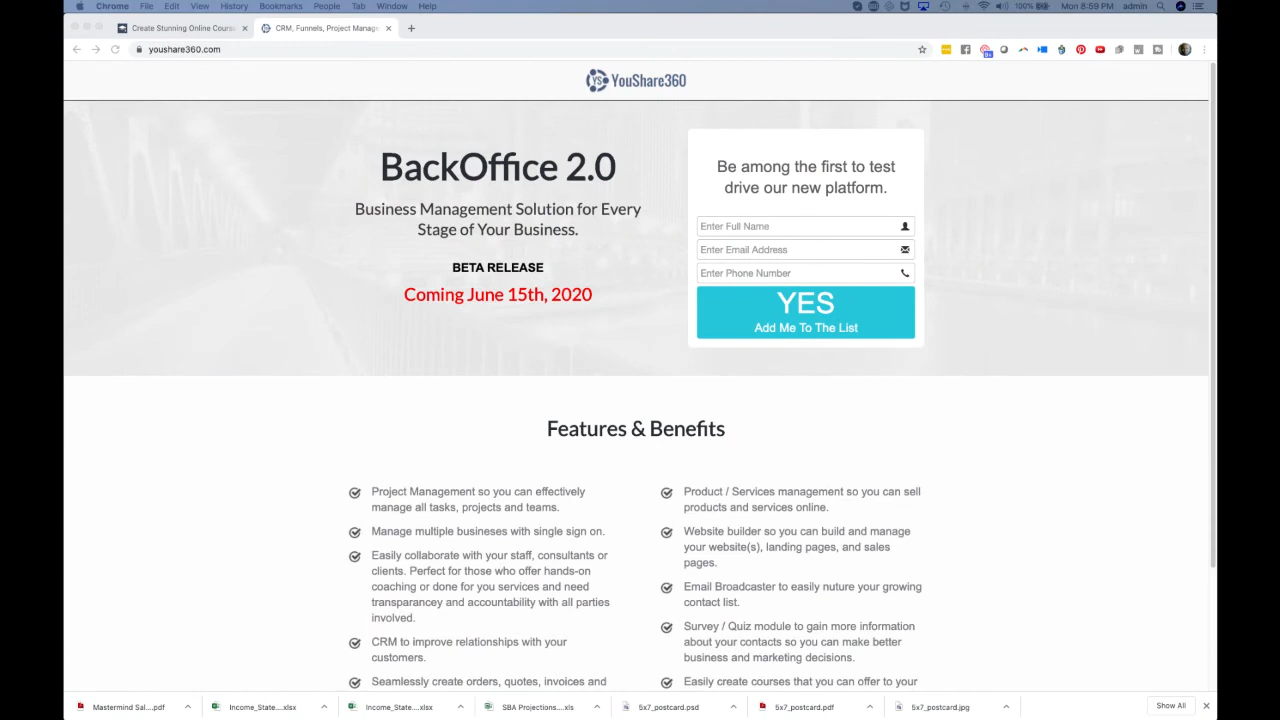 Chrome File Edit View History Bookmarks People Tab Window Help 100% Mon 8:59 PM admin
Create Stunning Online Course
CRM, Funnels, Project Manage
youshare360.com
YS YouShare360
BackOffice 2.0
Business Management Solution for Every
Stage of Your Business.
BETA RELEASE
Coming June 15th, 2020
Be among the first to test
drive our new platform.
Enter Full Name
Enter Email Address
Enter Phone Number
YES
Add Me To The List
Features & Benefits
Project Management so you can effectively
manage all tasks, projects and teams.
Manage multiple busineses with single sign on.
Easily collaborate with your staff, consultants or
clients. Perfect for those who offer hands-on
coaching or done for you services and need
transparancey and accountability with all parties
involved.
CRM to improve relationships with your
customers.
Seamlessly create orders, quotes, invoices and
Product / Services management so you can sell
products and services online.
Website builder so you can build and manage
your website(s), landing pages, and sales
pages.
Email Broadcaster to easily nuture your growing
contact list.
Survey / Quiz module to gain more information
about your contacts so you can make better
business and marketing decisions.
Easily create courses that you can offer to your
Mastermind Sal....pdf
Income_State....xlsx
Income_State....xlsx
SBA Projections....xls
5x7_postcard.psd
5x7_postcard.pdf
5x7_postcard.jpg
Show All